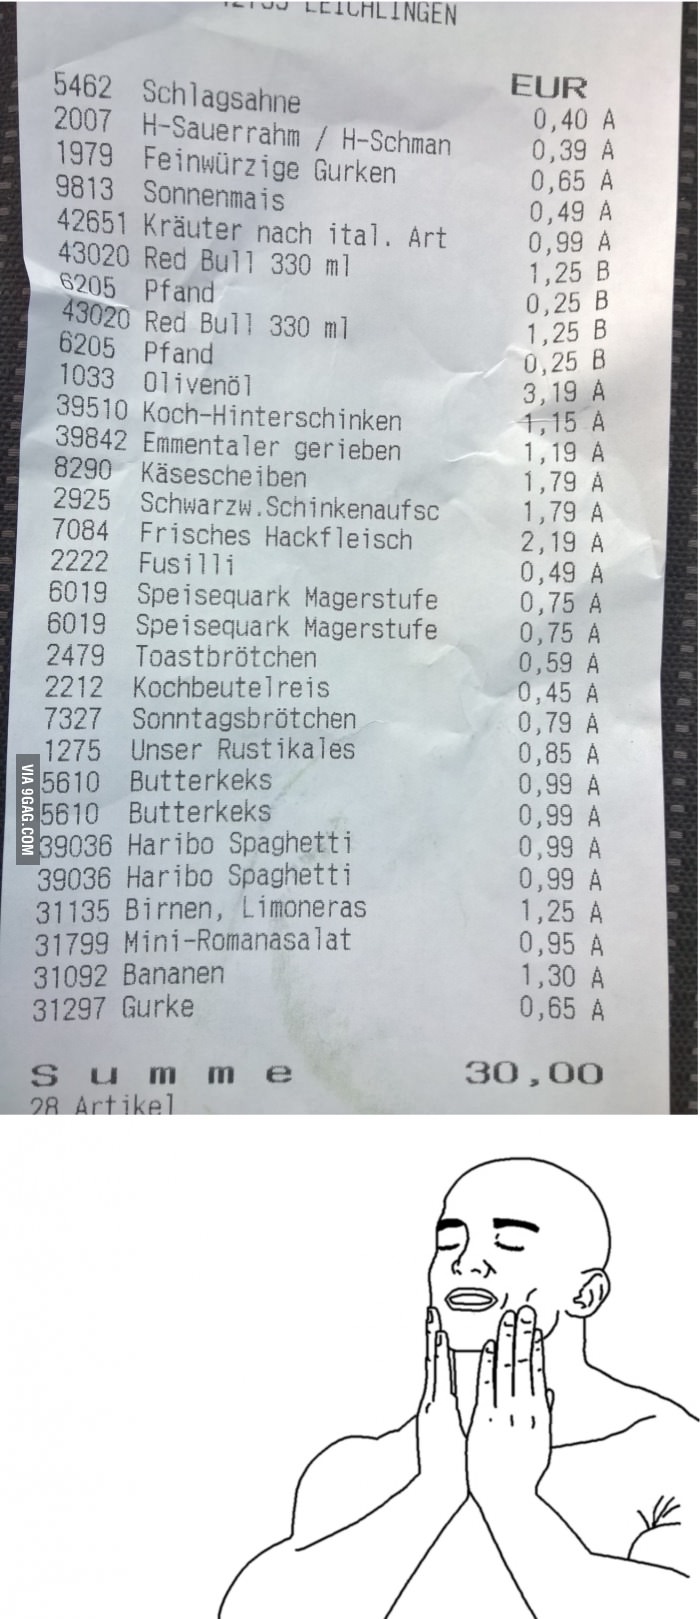 LEICHLINGEN
EUR
5462 Schlagsahne 0,40 A
2007 H-Sauerrahm / H-Schman 0,39 A
1979 Feinwürzige Gurken 0,65 A
9813 Sonnenmais 0,49 A
42651 Kräuter nach ital. Art 0,99 A
43020 Red Bull 330 ml 1,25 B
6205 Pfand 0,25 B
43020 Red Bull 330 ml 1,25 B
6205 Pfand 0,25 B
1033 Olivenöl 3,19 A
39510 Koch-Hinterschinken 1,15 A
39842 Emmentaler gerieben 1,19 A
8290 Käsescheiben 1,79 A
2925 Schwarzw.Schinkenaufsc 1,79 A
7084 Frisches Hackfleisch 2,19 A
2222 Fusilli 0,49 A
6019 Speisequark Magerstufe 0,75 A
6019 Speisequark Magerstufe 0,75 A
2479 Toastbrötchen 0,59 A
2212 Kochbeutelreis 0,45 A
7327 Sonntagsbrötchen 0,79 A
1275 Unser Rustikales 0,85 A
5610 Butterkeks 0,99 A
5610 Butterkeks 0,99 A
39036 Haribo Spaghetti 0,99 A
39036 Haribo Spaghetti 0,99 A
31135 Birnen, Limoneras 1,25 A
31799 Mini-Romanasalat 0,95 A
31092 Bananen 1,30 A
31297 Gurke 0,65 A
Summe 30,00
28 Artikel
VIA 9GAG.COM